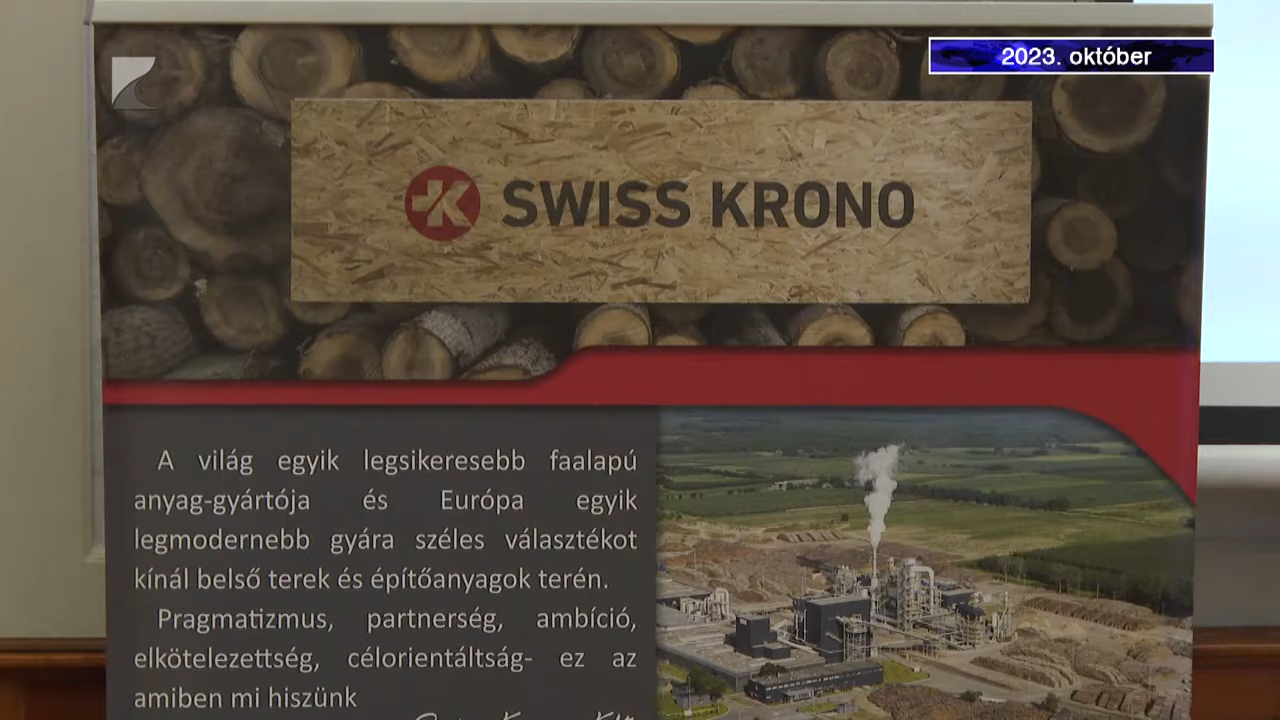 2023. október
SWISS KRONO
A világ egyik legsikeresebb faalapú
anyag-gyártója és Európa egyik
legmodernebb gyára széles választékot
kínál belső terek és építőanyagok terén.
Pragmatizmus, partnerség, ambíció,
elkötelezettség, célorientáltság- ez az
amiben mi hiszünk